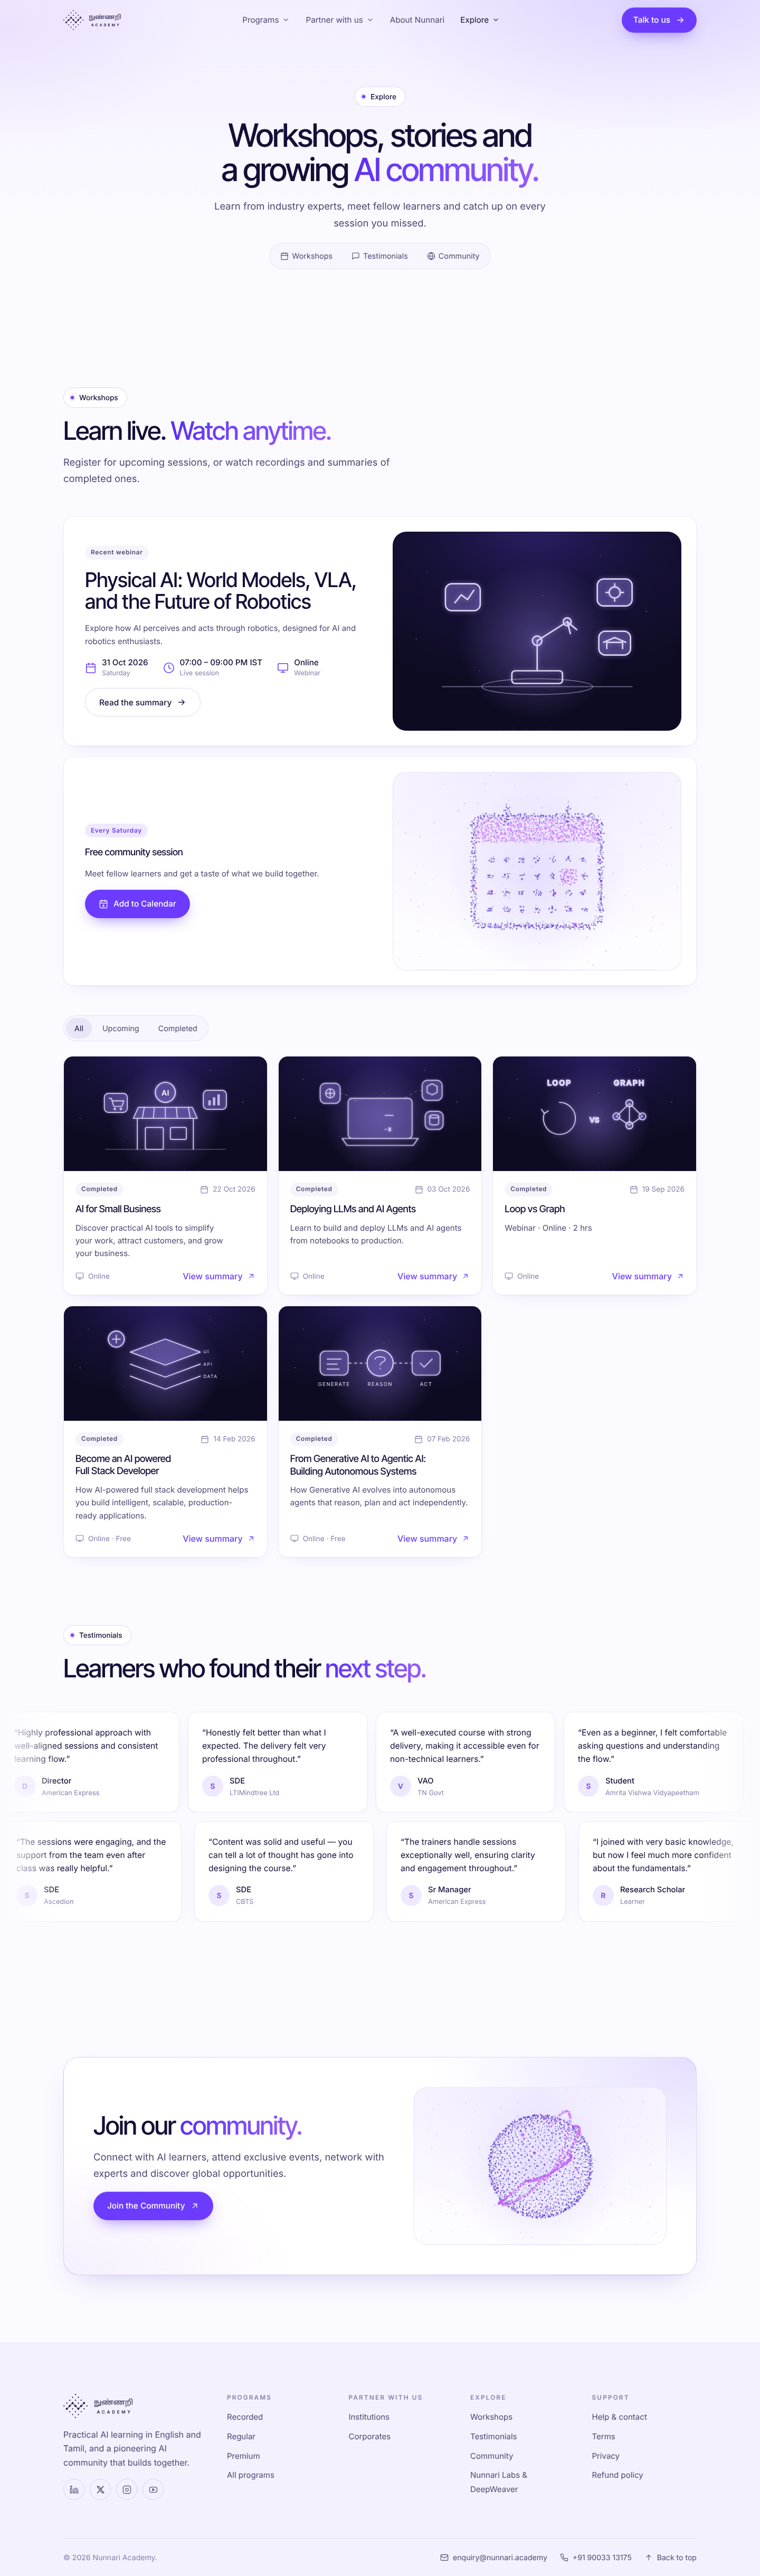 நுண்ணறி
ACADEMY
Programs
Partner with us
About Nunnari
Explore
Talk to us
Explore
Workshops, stories and
a growing AI community.
Learn from industry experts, meet fellow learners and catch up on every
session you missed.
Workshops
Testimonials
Community
Workshops
Learn live. Watch anytime.
Register for upcoming sessions, or watch recordings and summaries of
completed ones.
Recent webinar
Physical AI: World Models, VLA,
and the Future of Robotics
Explore how AI perceives and acts through robotics, designed for AI and
robotics enthusiasts.
31 Oct 2026
Saturday
07:00 – 09:00 PM IST
Live session
Online
Webinar
Read the summary
Every Saturday
Free community session
Meet fellow learners and get a taste of what we build together.
Add to Calendar
All
Upcoming
Completed
AI
Completed
22 Oct 2026
AI for Small Business
Discover practical AI tools to simplify
your work, attract customers, and grow
your business.
Online
View summary
Completed
03 Oct 2026
Deploying LLMs and AI Agents
Learn to build and deploy LLMs and AI agents
from notebooks to production.
Online
View summary
LOOP
GRAPH
VS
Completed
19 Sep 2026
Loop vs Graph
Webinar · Online · 2 hrs
Online
View summary
UI
API
DATA
Completed
14 Feb 2026
Become an AI powered
Full Stack Developer
How AI-powered full stack development helps
you build intelligent, scalable, production-
ready applications.
Online · Free
View summary
GENERATE
REASON
ACT
Completed
07 Feb 2026
From Generative AI to Agentic AI:
Building Autonomous Systems
How Generative AI evolves into autonomous
agents that reason, plan and act independently.
Online · Free
View summary
Testimonials
Learners who found their next step.
“Highly professional approach with
well-aligned sessions and consistent
learning flow.”
D
Director
American Express
“Honestly felt better than what I
expected. The delivery felt very
professional throughout.”
S
SDE
LTIMindtree Ltd
“A well-executed course with strong
delivery, making it accessible even for
non-technical learners.”
V
VAO
TN Govt
“Even as a beginner, I felt comfortable
asking questions and understanding
the flow.”
S
Student
Amrita Vishwa Vidyapeetham
“The sessions were engaging, and the
support from the team even after
class was really helpful.”
S
SDE
Ascedion
“Content was solid and useful — you
can tell a lot of thought has gone into
designing the course.”
S
SDE
CBTS
“The trainers handle sessions
exceptionally well, ensuring clarity
and engagement throughout.”
S
Sr Manager
American Express
“I joined with very basic knowledge,
but now I feel much more confident
about the fundamentals.”
R
Research Scholar
Learner
Join our community.
Connect with AI learners, attend exclusive events, network with
experts and discover global opportunities.
Join the Community
நுண்ணறி
ACADEMY
Practical AI learning in English and
Tamil, and a pioneering AI
community that builds together.
PROGRAMS
Recorded
Regular
Premium
All programs
PARTNER WITH US
Institutions
Corporates
EXPLORE
Workshops
Testimonials
Community
Nunnari Labs &
DeepWeaver
SUPPORT
Help & contact
Terms
Privacy
Refund policy
© 2026 Nunnari Academy.
enquiry@nunnari.academy
+91 90033 13175
Back to top